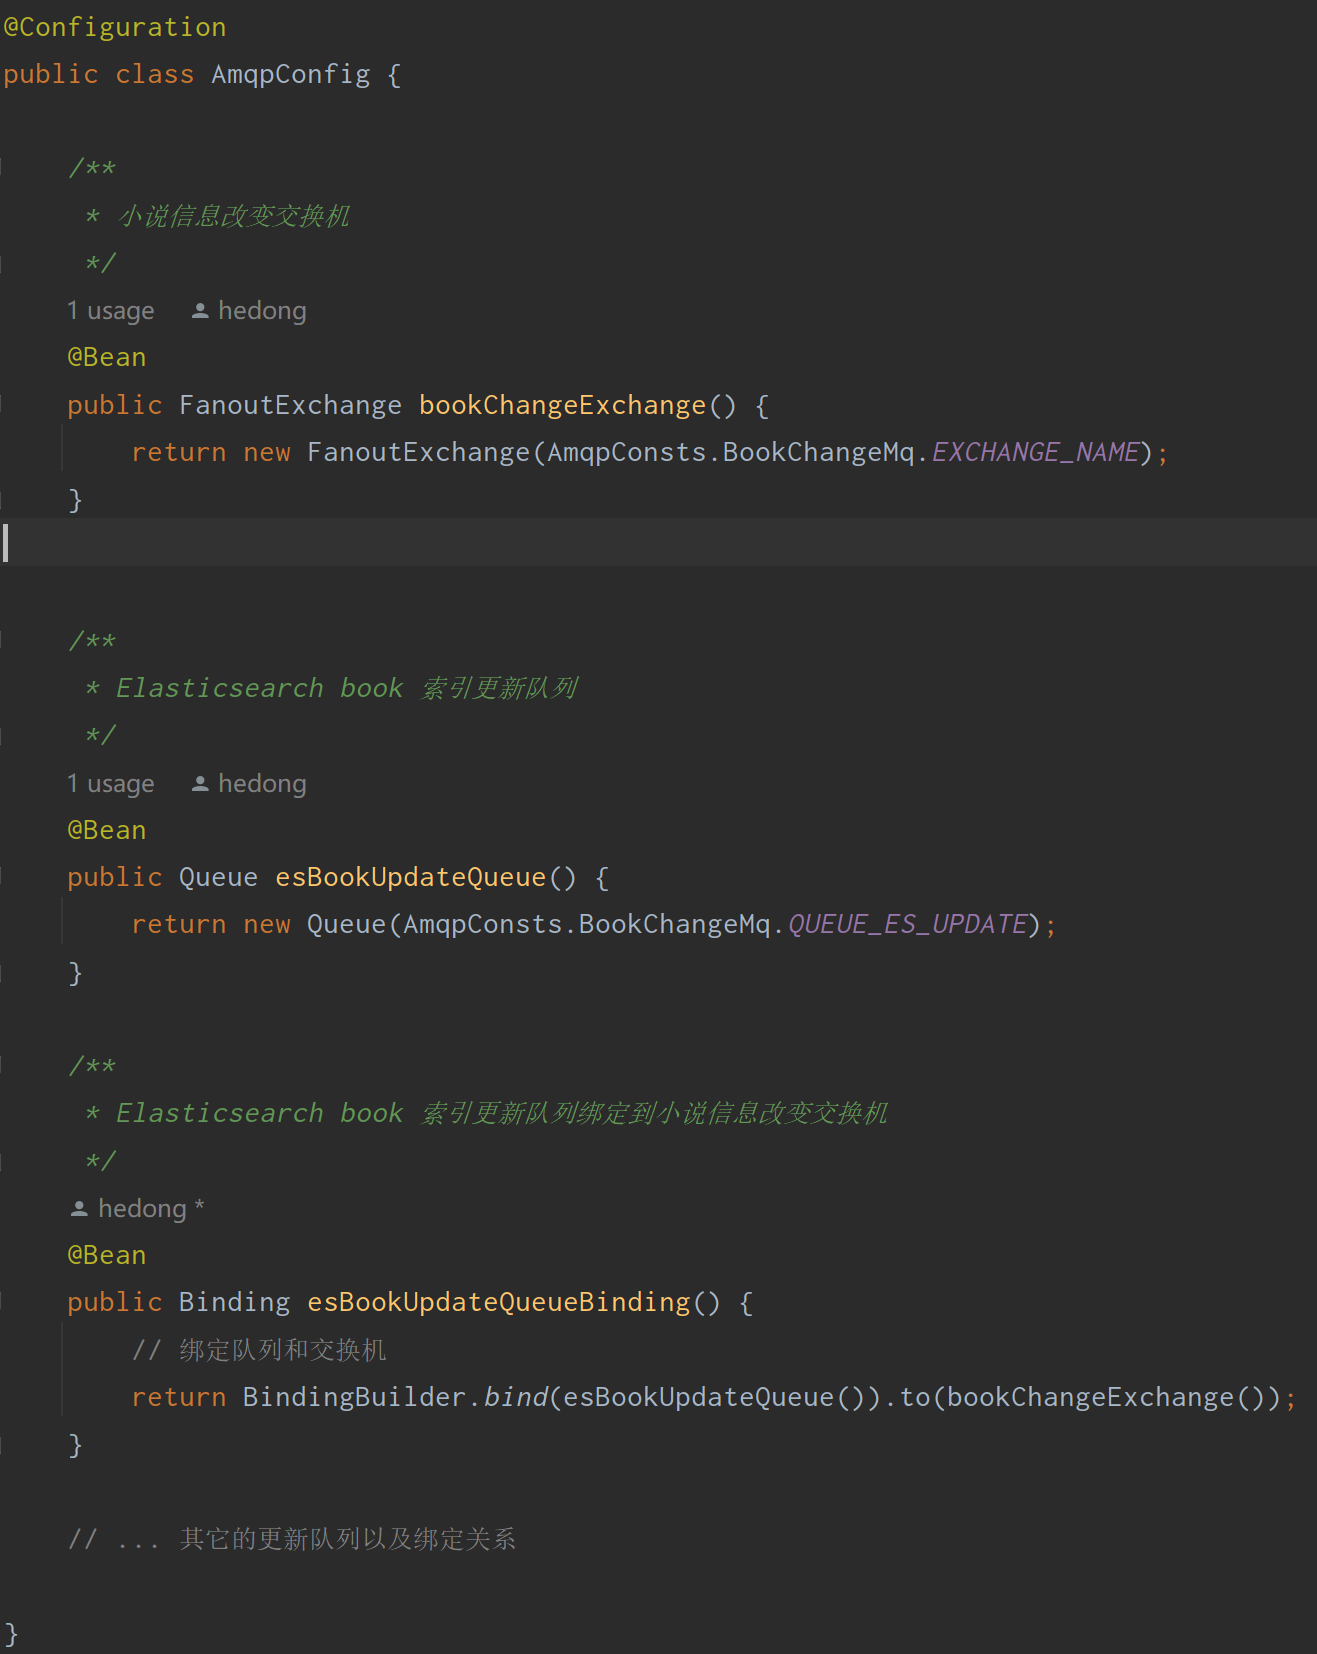 @Configuration
public class AmqpConfig {
/**
* 小说信息改变交换机
*/
1 usage hedong
@Bean
public FanoutExchange bookChangeExchange() {
return new FanoutExchange(AmqpConsts.BookChangeMq.EXCHANGE_NAME);
}
/**
* Elasticsearch book 索引更新队列
*/
1 usage hedong
@Bean
public Queue esBookUpdateQueue() {
return new Queue(AmqpConsts.BookChangeMq.QUEUE_ES_UPDATE);
}
/**
* Elasticsearch book 索引更新队列绑定到小说信息改变交换机
*/
hedong *
@Bean
public Binding esBookUpdateQueueBinding() {
// 绑定队列和交换机
return BindingBuilder.bind(esBookUpdateQueue()).to(bookChangeExchange());
}
// ... 其它的更新队列以及绑定关系
}